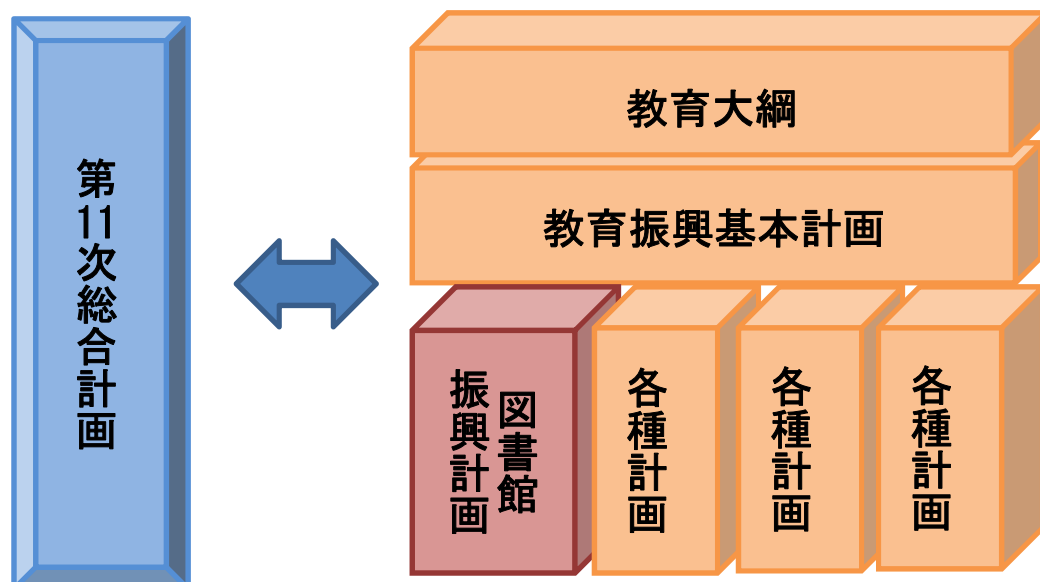 第11次総合計画
教育大綱
教育振興基本計画
図書館
振興計画
各種計画
各種計画
各種計画